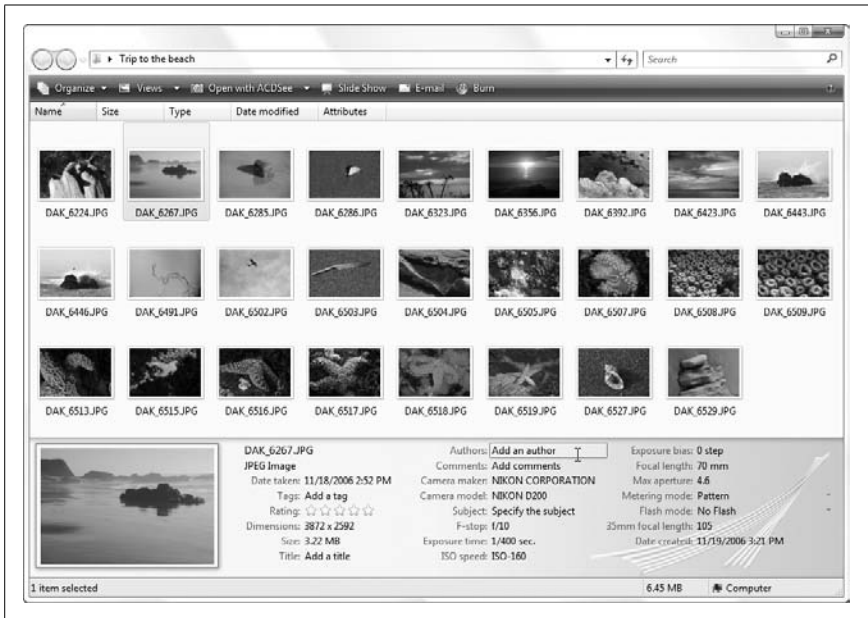 Trip to the beach
Search
Organize Views Open with ACDSee Slide Show E-mail Burn
Name Size Type Date modified Attributes
DAK_6224.JPG DAK_6267.JPG DAK_6285.JPG DAK_6286.JPG DAK_6323.JPG DAK_6356.JPG DAK_6392.JPG DAK_6423.JPG DAK_6443.JPG
DAK_6446.JPG DAK_6491.JPG DAK_6502.JPG DAK_6503.JPG DAK_6504.JPG DAK_6505.JPG DAK_6507.JPG DAK_6508.JPG DAK_6509.JPG
DAK_6513.JPG DAK_6515.JPG DAK_6516.JPG DAK_6517.JPG DAK_6518.JPG DAK_6519.JPG DAK_6527.JPG DAK_6529.JPG
DAK_6267.JPG Authors: Add an author Exposure bias: 0 step
JPEG Image Comments: Add comments Focal length: 70 mm
Date taken: 11/18/2006 2:52 PM Camera maker: NIKON CORPORATION Max aperture: 4.6
Tags: Add a tag Camera model: NIKON D200 Metering mode: Pattern
Rating: Subject: Specify the subject Flash mode: No Flash
Dimensions: 3872 x 2592 F-stop: f/10 35mm focal length: 105
Size: 3.22 MB Exposure time: 1/400 sec. Date created: 11/19/2006 3:21 PM
Title: Add a title ISO speed: ISO-160
1 item selected 6.45 MB Computer